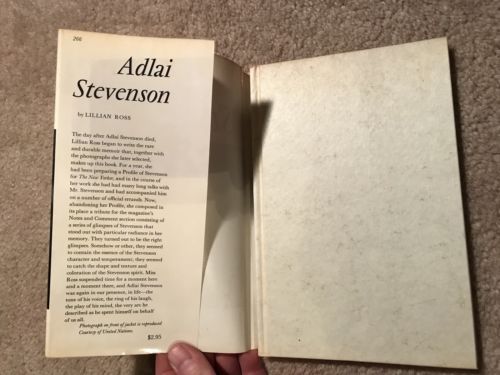 266
Adlai
Stevenson
by LILLIAN ROSS
The day after Adlai Stevenson died,
Lillian Ross began to write the rare
and durable memoir that, together with
the photographs she later selected,
makes up this book. For a year, she
had been preparing a Profile of Stevenson
for The New Yorker, and in the course of
her work she had had many long talks with
Mr. Stevenson and had accompanied him
on a number of official errands. Now,
abandoning her Profile, she composed in
its place a tribute for the magazine's
Notes and Comment section consisting of
a series of glimpses of Stevenson that
stood out with particular radiance in her
memory. They turned out to be the right
glimpses. Somehow or other, they seemed
to contain the essence of the Stevenson
character and temperament; they seemed
to catch the shape and texture and
coloration of the Stevenson spirit. Miss
Ross suspended time for a moment here
and a moment there, and Adlai Stevenson
was again in our presence, in life—the
tone of his voice, the ring of his laugh,
the play of his mind, the very arc he
described as he spent himself on behalf
of us all.
Photograph on front of jacket is reproduced
Courtesy of United Nations.
$2.95